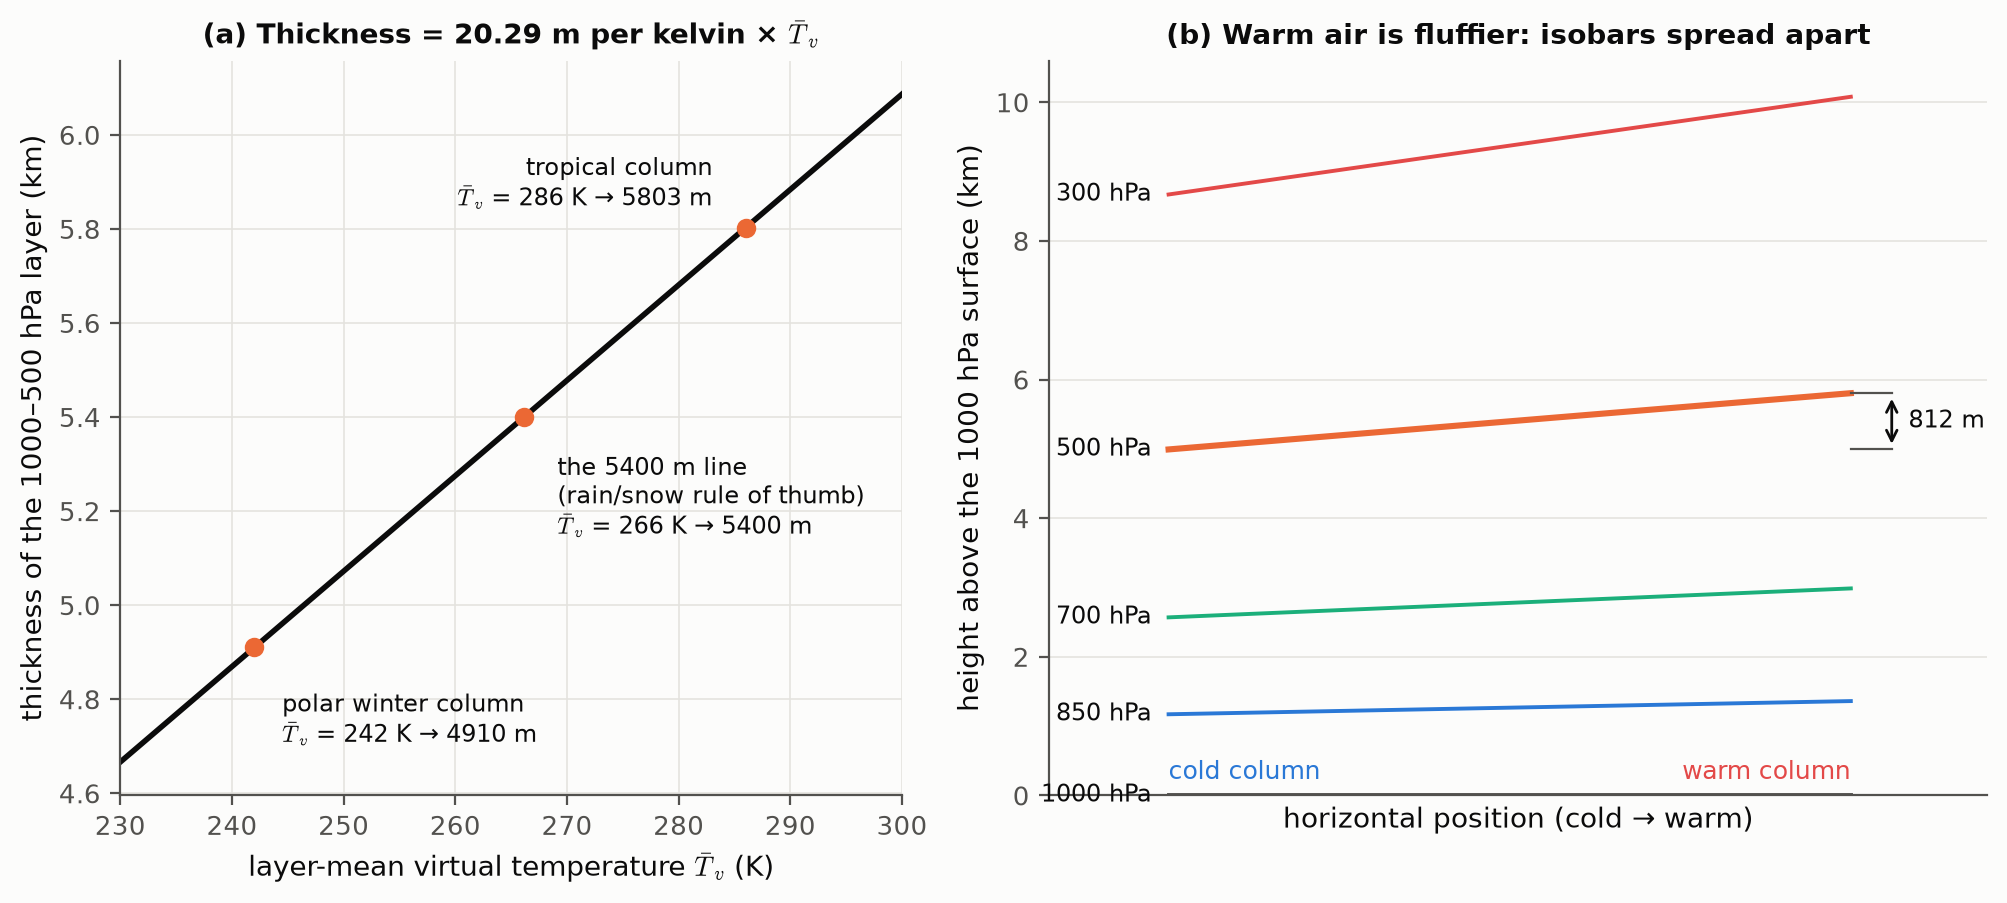 (a) Thickness = 20.29 m per kelvin × T̄ᵥ
thickness of the 1000–500 hPa layer (km)
6.0
5.8
5.6
5.4
5.2
5.0
4.8
4.6
tropical column
T̄ᵥ = 286 K → 5803 m
the 5400 m line
(rain/snow rule of thumb)
T̄ᵥ = 266 K → 5400 m
polar winter column
T̄ᵥ = 242 K → 4910 m
230 240 250 260 270 280 290 300
layer-mean virtual temperature T̄ᵥ (K)
(b) Warm air is fluffier: isobars spread apart
height above the 1000 hPa surface (km)
10
8
6
4
2
0
300 hPa
500 hPa
812 m
700 hPa
850 hPa
cold column
warm column
1000 hPa
horizontal position (cold → warm)